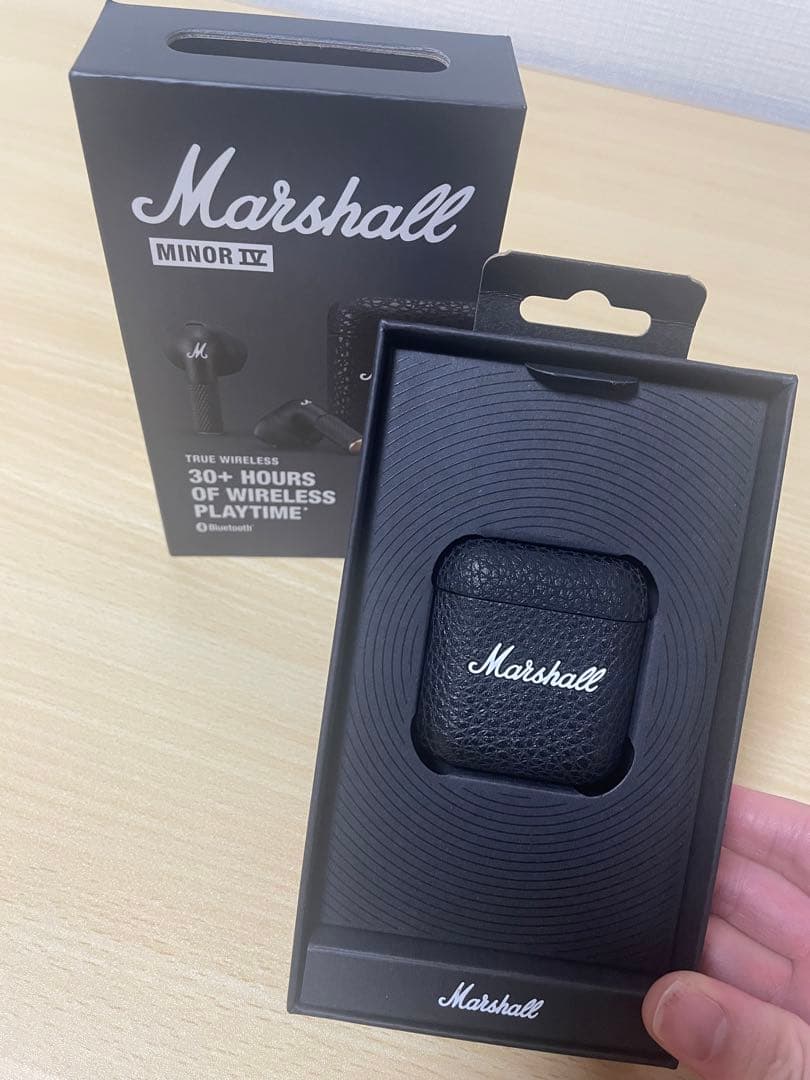 Marshall
MINOR IV
M
TRUE WIRELESS
30+ HOURS
OF WIRELESS
PLAYTIME*
Bluetooth®
Marshall
Marshall